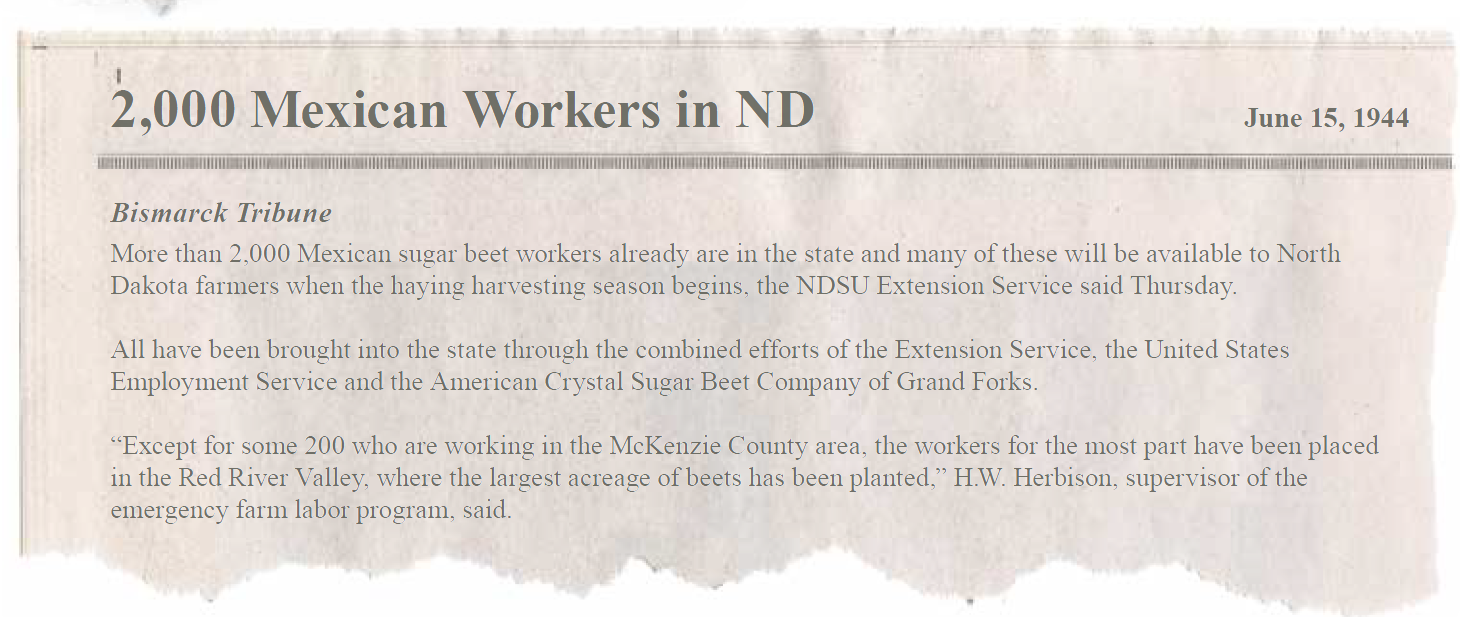 2,000 Mexican Workers in ND
June 15, 1944
Bismarck Tribune
More than 2,000 Mexican sugar beet workers already are in the state and many of these will be available to North
Dakota farmers when the haying harvesting season begins, the NDSU Extension Service said Thursday.
All have been brought into the state through the combined efforts of the Extension Service, the United States
Employment Service and the American Crystal Sugar Beet Company of Grand Forks.
“Except for some 200 who are working in the McKenzie County area, the workers for the most part have been placed
in the Red River Valley, where the largest acreage of beets has been planted,” H.W. Herbison, supervisor of the
emergency farm labor program, said.